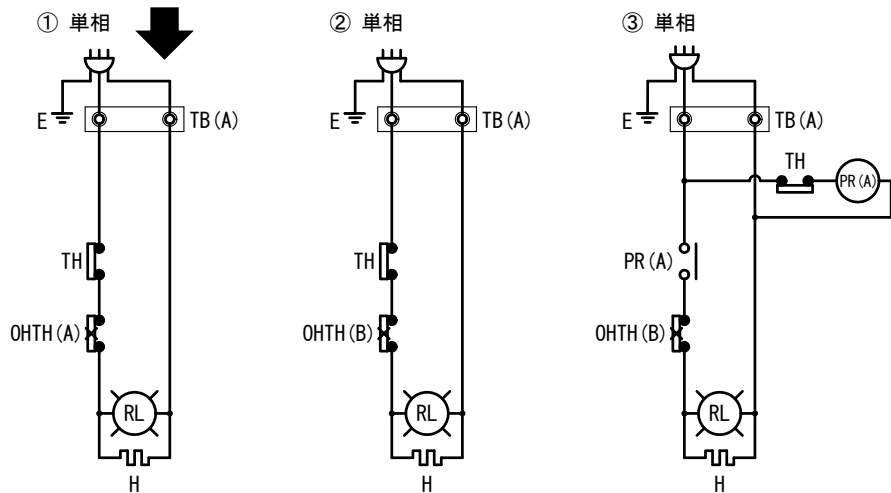 ① 単相
E
TB(A)
TH
OHTH(A)
RL
H
② 単相
E
TB(A)
TH
OHTH(B)
RL
H
③ 単相
E
TB(A)
TH
PR(A)
PR(A)
OHTH(B)
RL
H